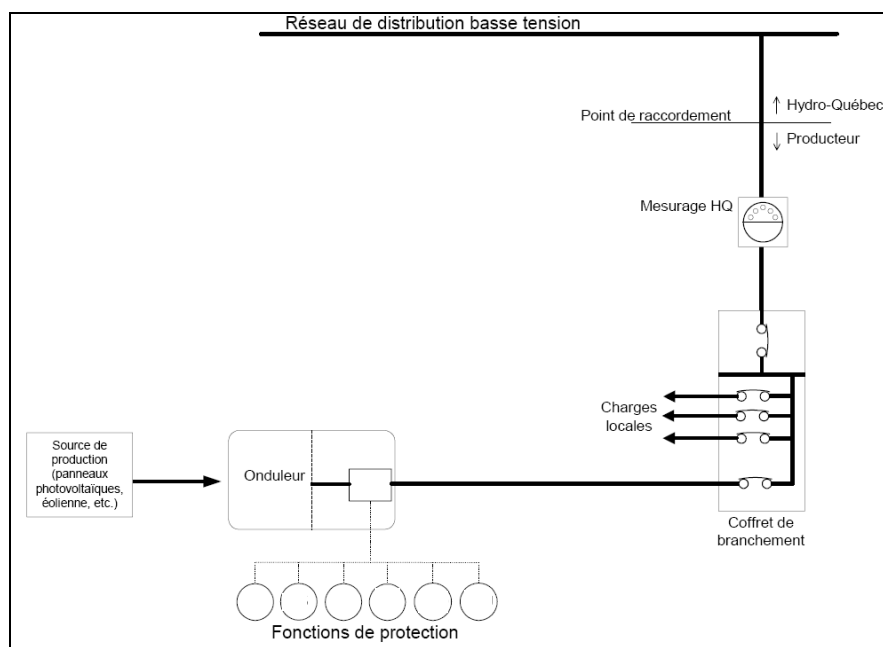 Réseau de distribution basse tension
Hydro-Québec
Point de raccordement
Producteur
Mesurage HQ
Charges
locales
Source de
production
(panneaux
photovoltaïques,
éolienne, etc.)
Onduleur
Coffret de
branchement
Fonctions de protection